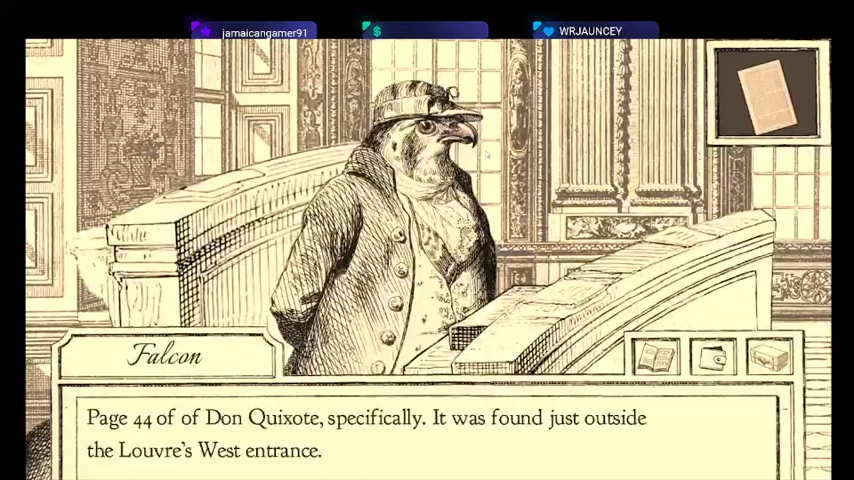 jamaicangamer91
$
WRJAUNCEY
Falcon
Page 44 of of Don Quixote, specifically. It was found just outside
the Louvre's West entrance.